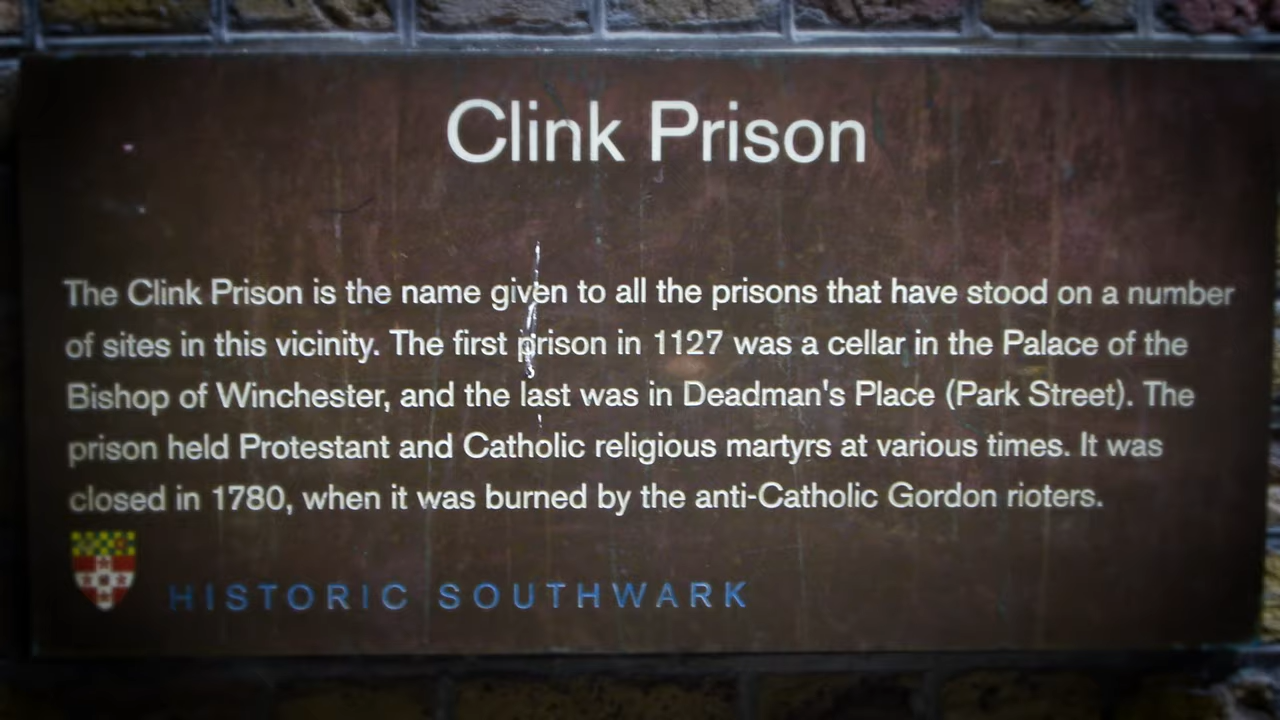 Clink Prison
The Clink Prison is the name given to all the prisons that have stood on a number
of sites in this vicinity. The first prison in 1127 was a cellar in the Palace of the
Bishop of Winchester, and the last was in Deadman's Place (Park Street). The
prison held Protestant and Catholic religious martyrs at various times. It was
closed in 1780, when it was burned by the anti-Catholic Gordon rioters.
HISTORIC SOUTHWARK